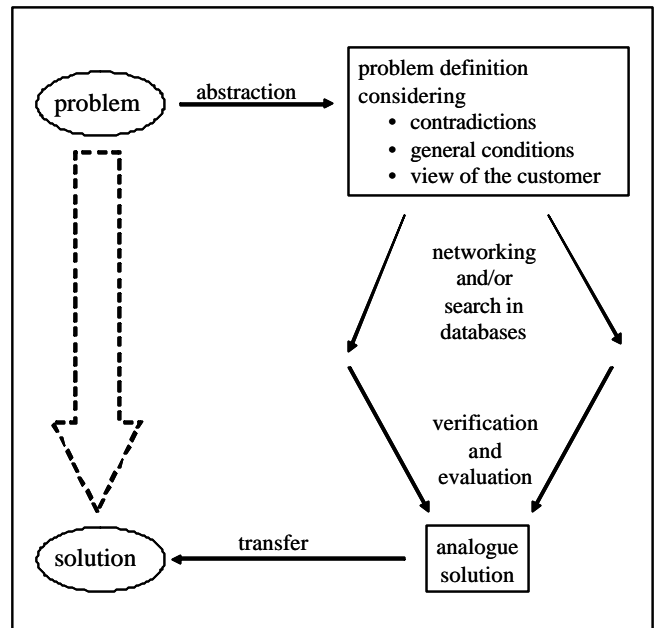 problem
abstraction
problem definition
considering
• contradictions
• general conditions
• view of the customer
networking
and/or
search in
databases
verification
and
evaluation
solution
transfer
analogue
solution